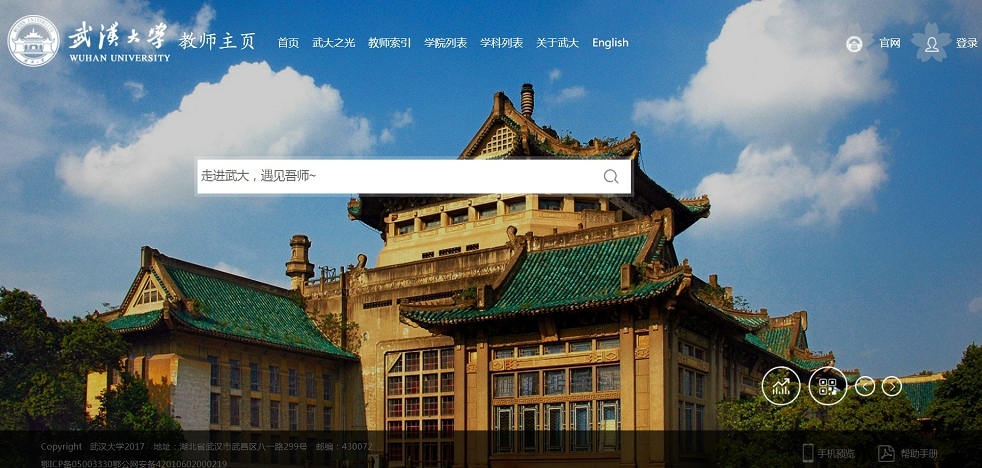 武汉大学 教师主页
WUHAN UNIVERSITY
首页 武大之光 教师索引 学院列表 学科列表 关于武大 English 官网 登录
走进武大，遇见吾师~
Copyright 武汉大学2017 地址：湖北省武汉市武昌区八一路299号 邮编：430072
鄂ICP备05003330鄂公网安备42010602000219
手机预览 帮助手册